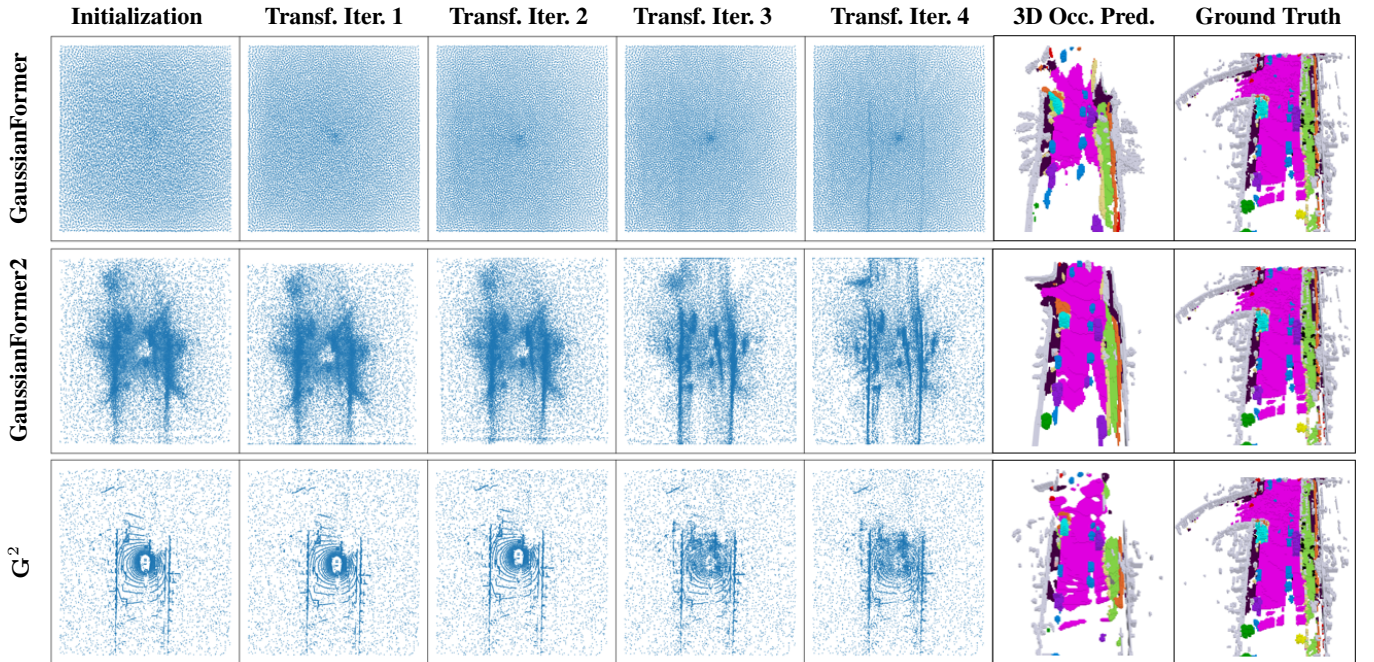 Initialization Transf. Iter. 1 Transf. Iter. 2 Transf. Iter. 3 Transf. Iter. 4 3D Occ. Pred. Ground Truth
GaussianFormer
GaussianFormer2
G²